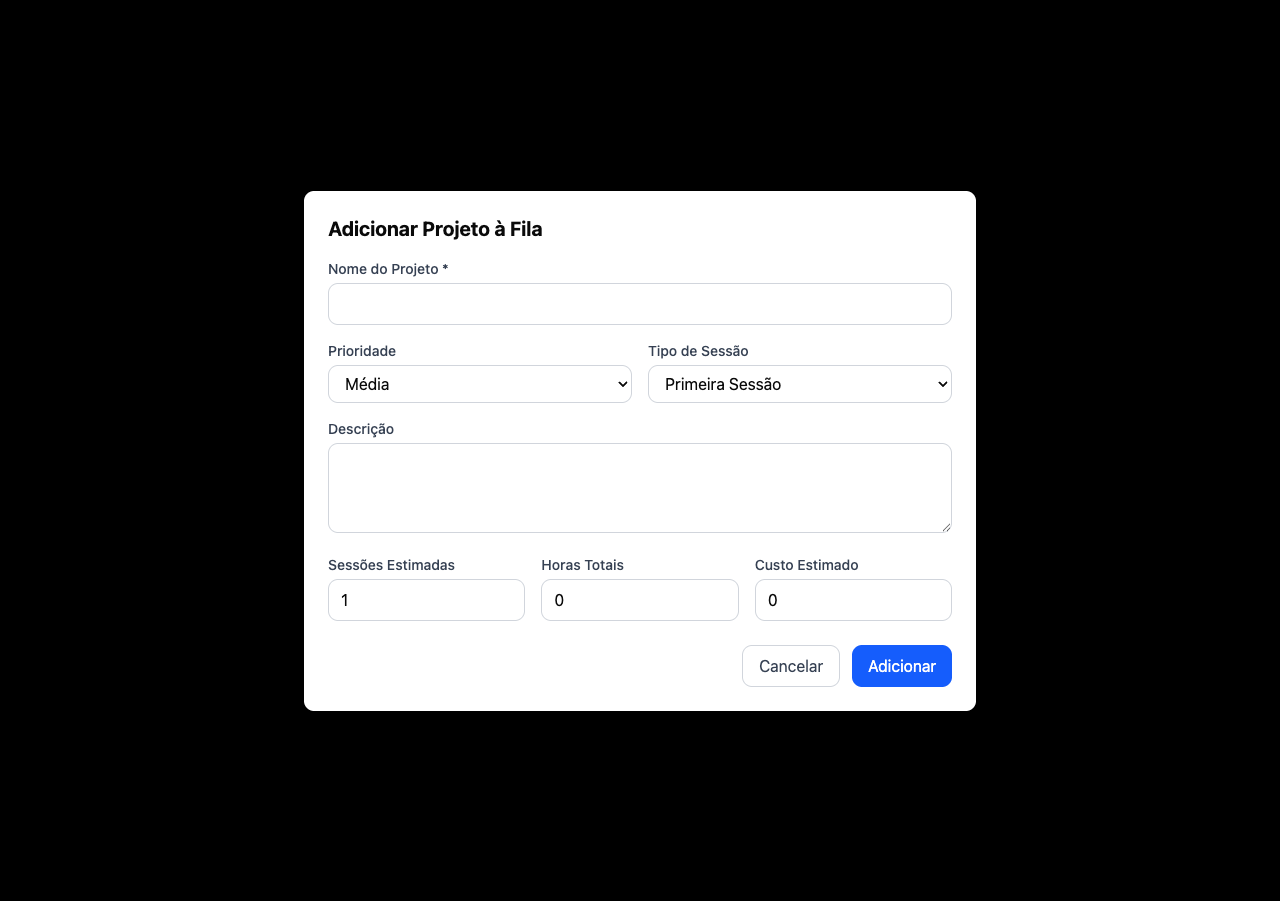 Adicionar Projeto à Fila
Nome do Projeto *
Prioridade Tipo de Sessão
Média Primeira Sessão
Descrição
Sessões Estimadas Horas Totais Custo Estimado
1 0 0
Cancelar Adicionar